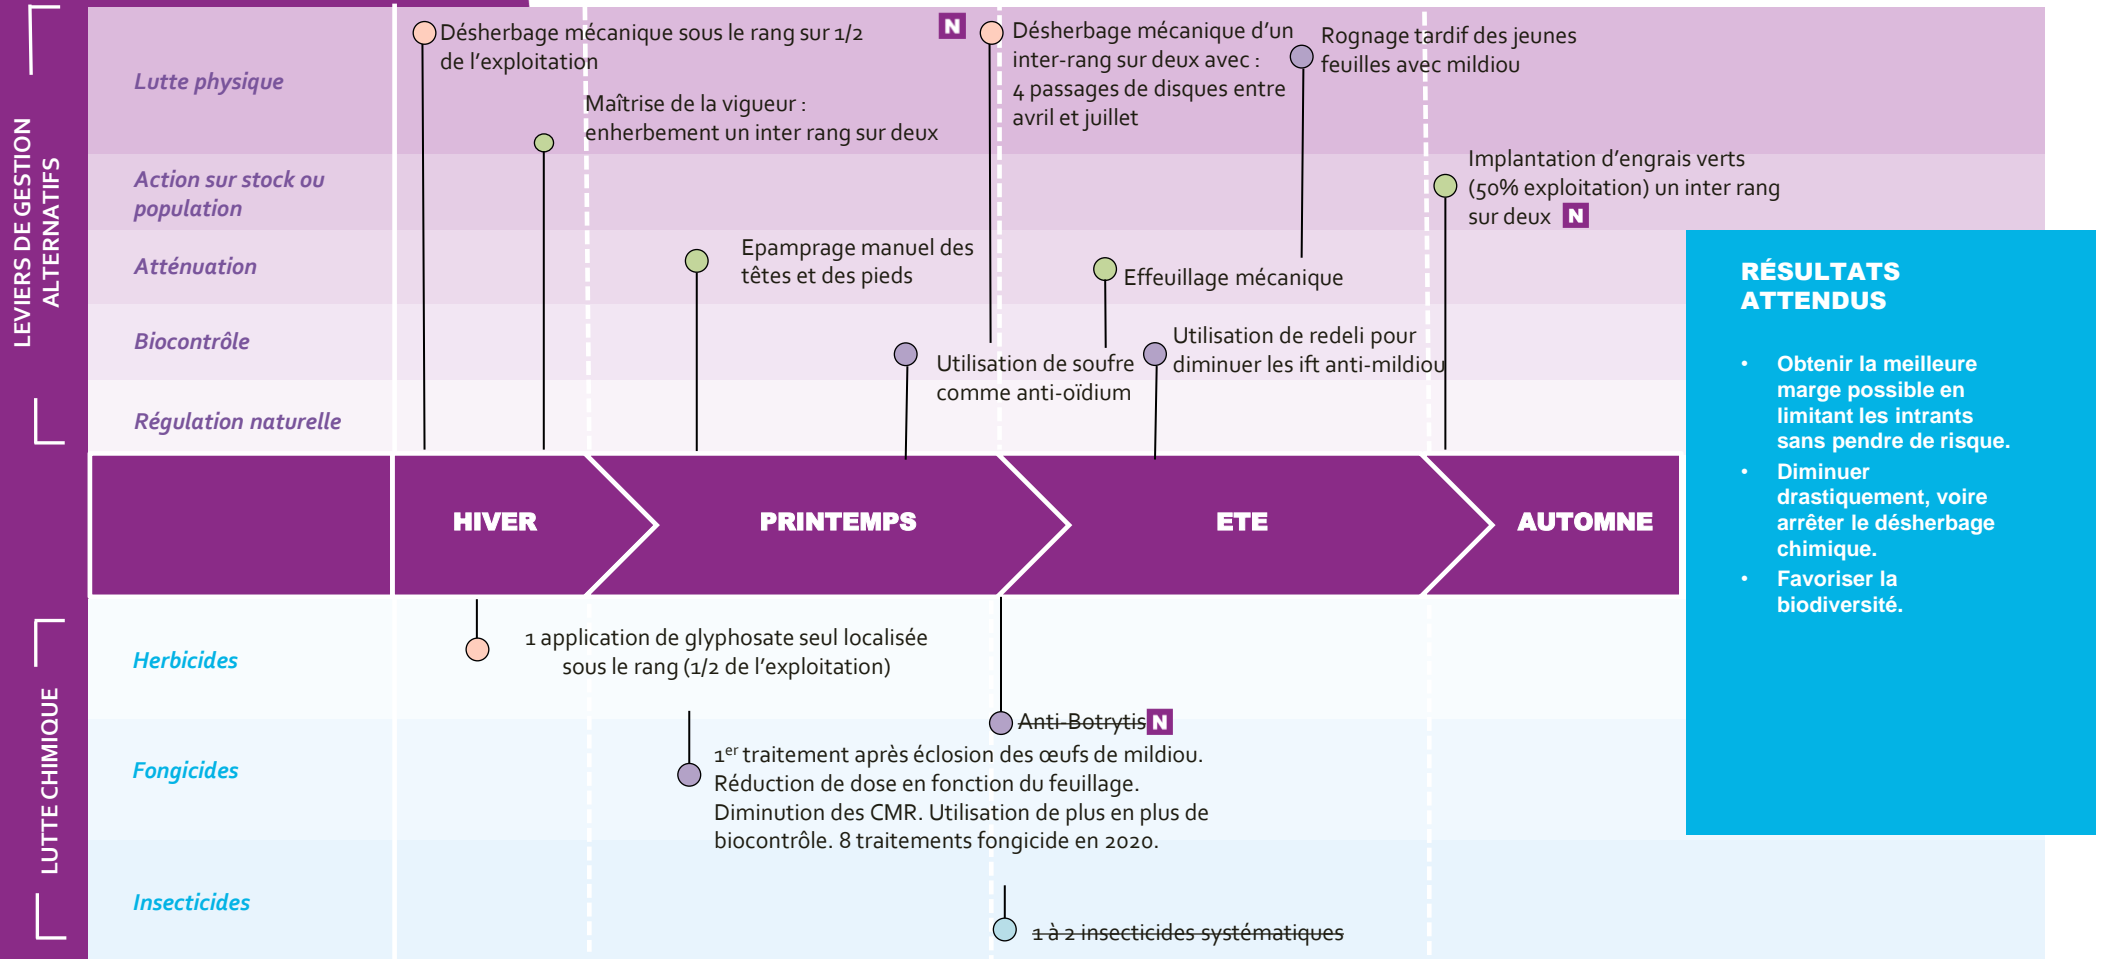 LEVIERS DE GESTION
ALTERNATIFS
Lutte physique
Action sur stock ou
population
Atténuation
Biocontrôle
Régulation naturelle
Désherbage mécanique sous le rang sur 1/2
de l'exploitation
N
Maîtrise de la vigueur :
enherbement un inter rang sur deux
Désherbage mécanique d'un
inter-rang sur deux avec :
4 passages de disques entre
avril et juillet
Rognage tardif des jeunes
feuilles avec mildiou
Implantation d'engrais verts
(50% exploitation) un inter rang
sur deux N
Epamprage manuel des
têtes et des pieds
Effeuillage mécanique
Utilisation de soufre
comme anti-oïdium
Utilisation de redeli pour
diminuer les ift anti-mildiou
HIVER
PRINTEMPS
ETE
AUTOMNE
LUTTE CHIMIQUE
Herbicides
Fongicides
Insecticides
1 application de glyphosate seul localisée
sous le rang (1/2 de l'exploitation)
Anti-Botrytis N
1er traitement après éclosion des œufs de mildiou.
Réduction de dose en fonction du feuillage.
Diminution des CMR. Utilisation de plus en plus de
biocontrôle. 8 traitements fongicide en 2020.
1 à 2 insecticides systématiques
RÉSULTATS
ATTENDUS
• Obtenir la meilleure
marge possible en
limitant les intrants
sans pendre de risque.
• Diminuer
drastiquement, voire
arrêter le désherbage
chimique.
• Favoriser la
biodiversité.